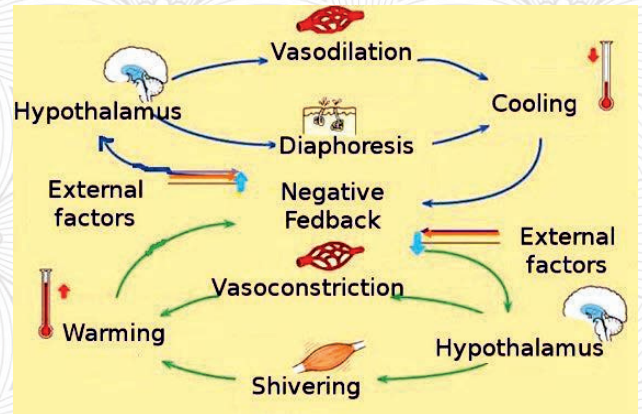 Vasodilation
Hypothalamus
Cooling
Diaphoresis
External
factors
Negative
Fedback
External
factors
Vasoconstriction
Warming
Hypothalamus
Shivering